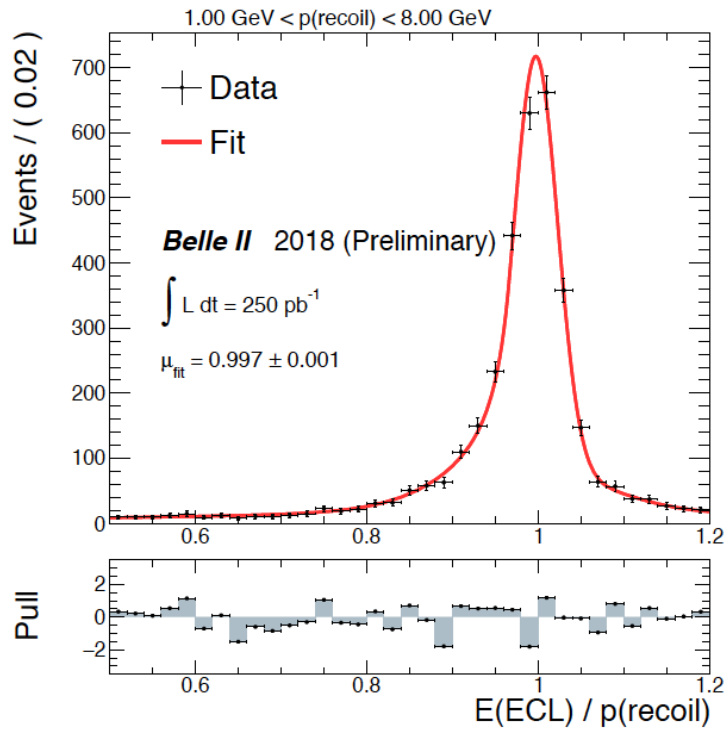 1.00 GeV < p(recoil) < 8.00 GeV
Events / ( 0.02 )
700
600
500
400
300
200
100
0
Data
Fit
Belle II 2018 (Preliminary)
∫ L dt = 250 pb⁻¹
μfit = 0.997 ± 0.001
0.6
0.8
1
1.2
Pull
2
0
−2
0.6
0.8
1
1.2
E(ECL) / p(recoil)